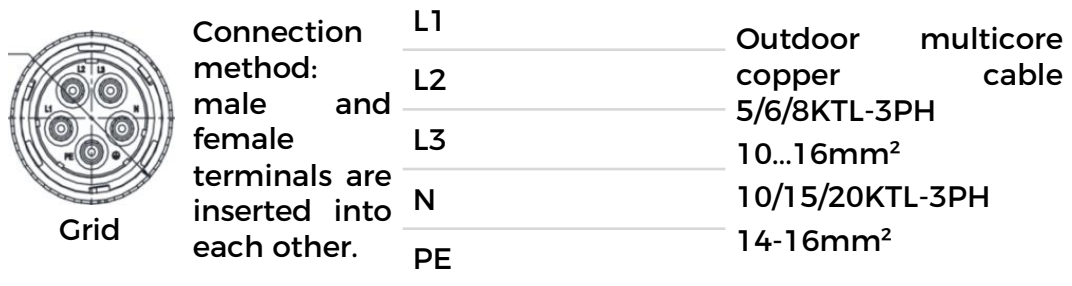 L2 L3
L1 N
PE
Grid
Connection
method:
male and
female
terminals are
inserted into
each other.
L1
L2
L3
N
PE
Outdoor multicore
copper cable
5/6/8KTL-3PH
10...16mm²
10/15/20KTL-3PH
14-16mm²